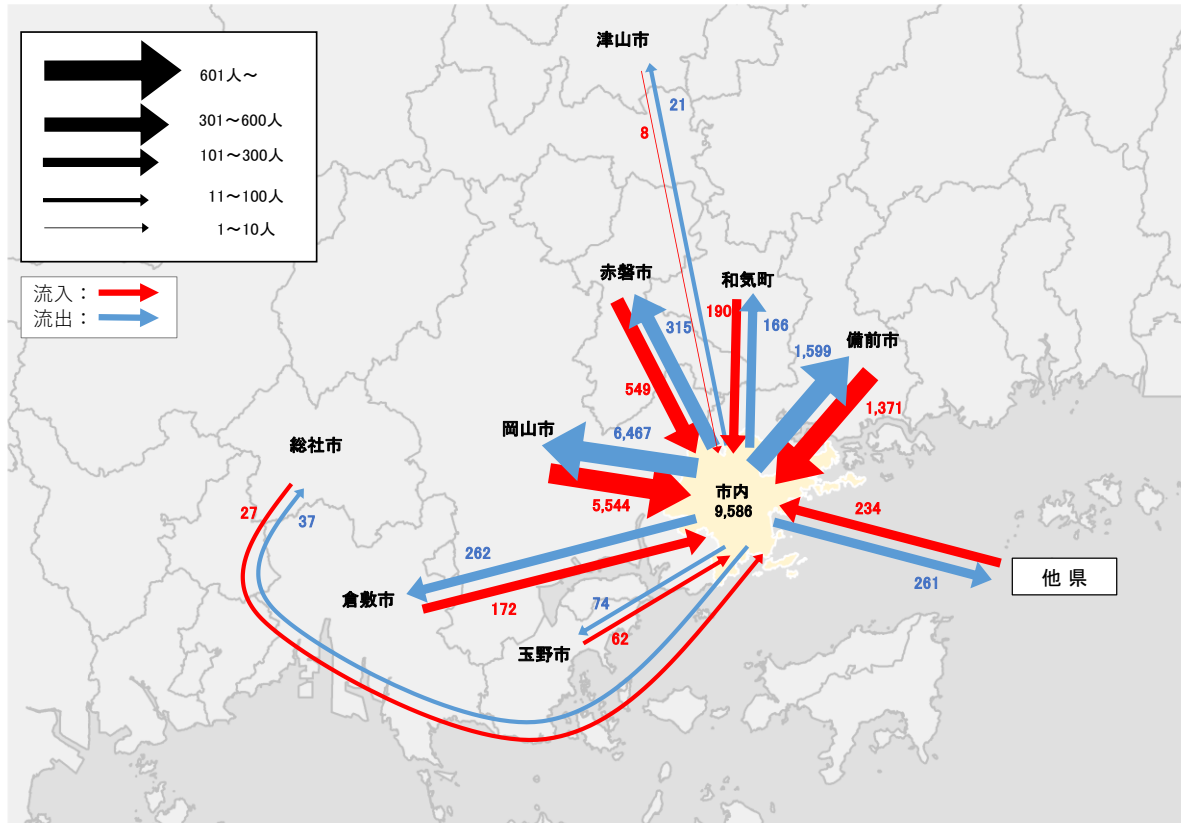 601人～
301～600人
101～300人
11～100人
1～10人
流入：
流出：
津山市
21
8
赤磐市
和気町
315
190
166
備前市
1,599
549
1,371
岡山市
6,467
5,544
総社市
市内
9,586
27
37
234
262
261
他県
倉敷市
172
74
62
玉野市